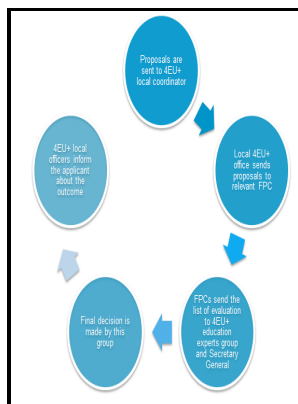 Proposals are
sent to 4EU+
local coordinator
Local 4EU+
office sends
proposals to
relevant FPC
FPCs send the
list of evaluation
to 4EU+
education
experts group
and Secretary
General
Final decision is
made by this
group
4EU+ local
officers inform
the applicant
about the
outcome